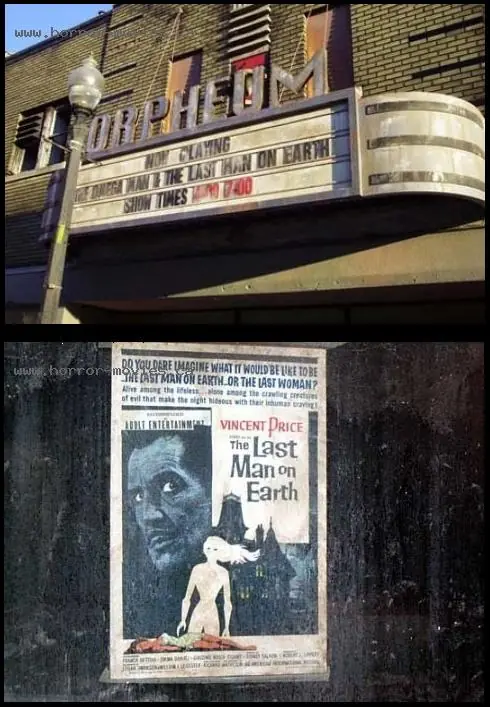 www.horror-movies.ca
ORPHEUM
NOW PLAYING
THE OMEGA MAN & THE LAST MAN ON EARTH
SHOW TIMES
www.horror-movies.ca
DO YOU DARE IMAGINE WHAT IT WOULD BE LIKE TO BE
...THE LAST MAN ON EARTH..OR THE LAST WOMAN?
Alive among the lifeless... alone among the crawling creatures
of evil that make the night hideous with their inhuman craving!
ADULT ENTERTAINMENT
VINCENT PRICE
The Last
Man on
Earth